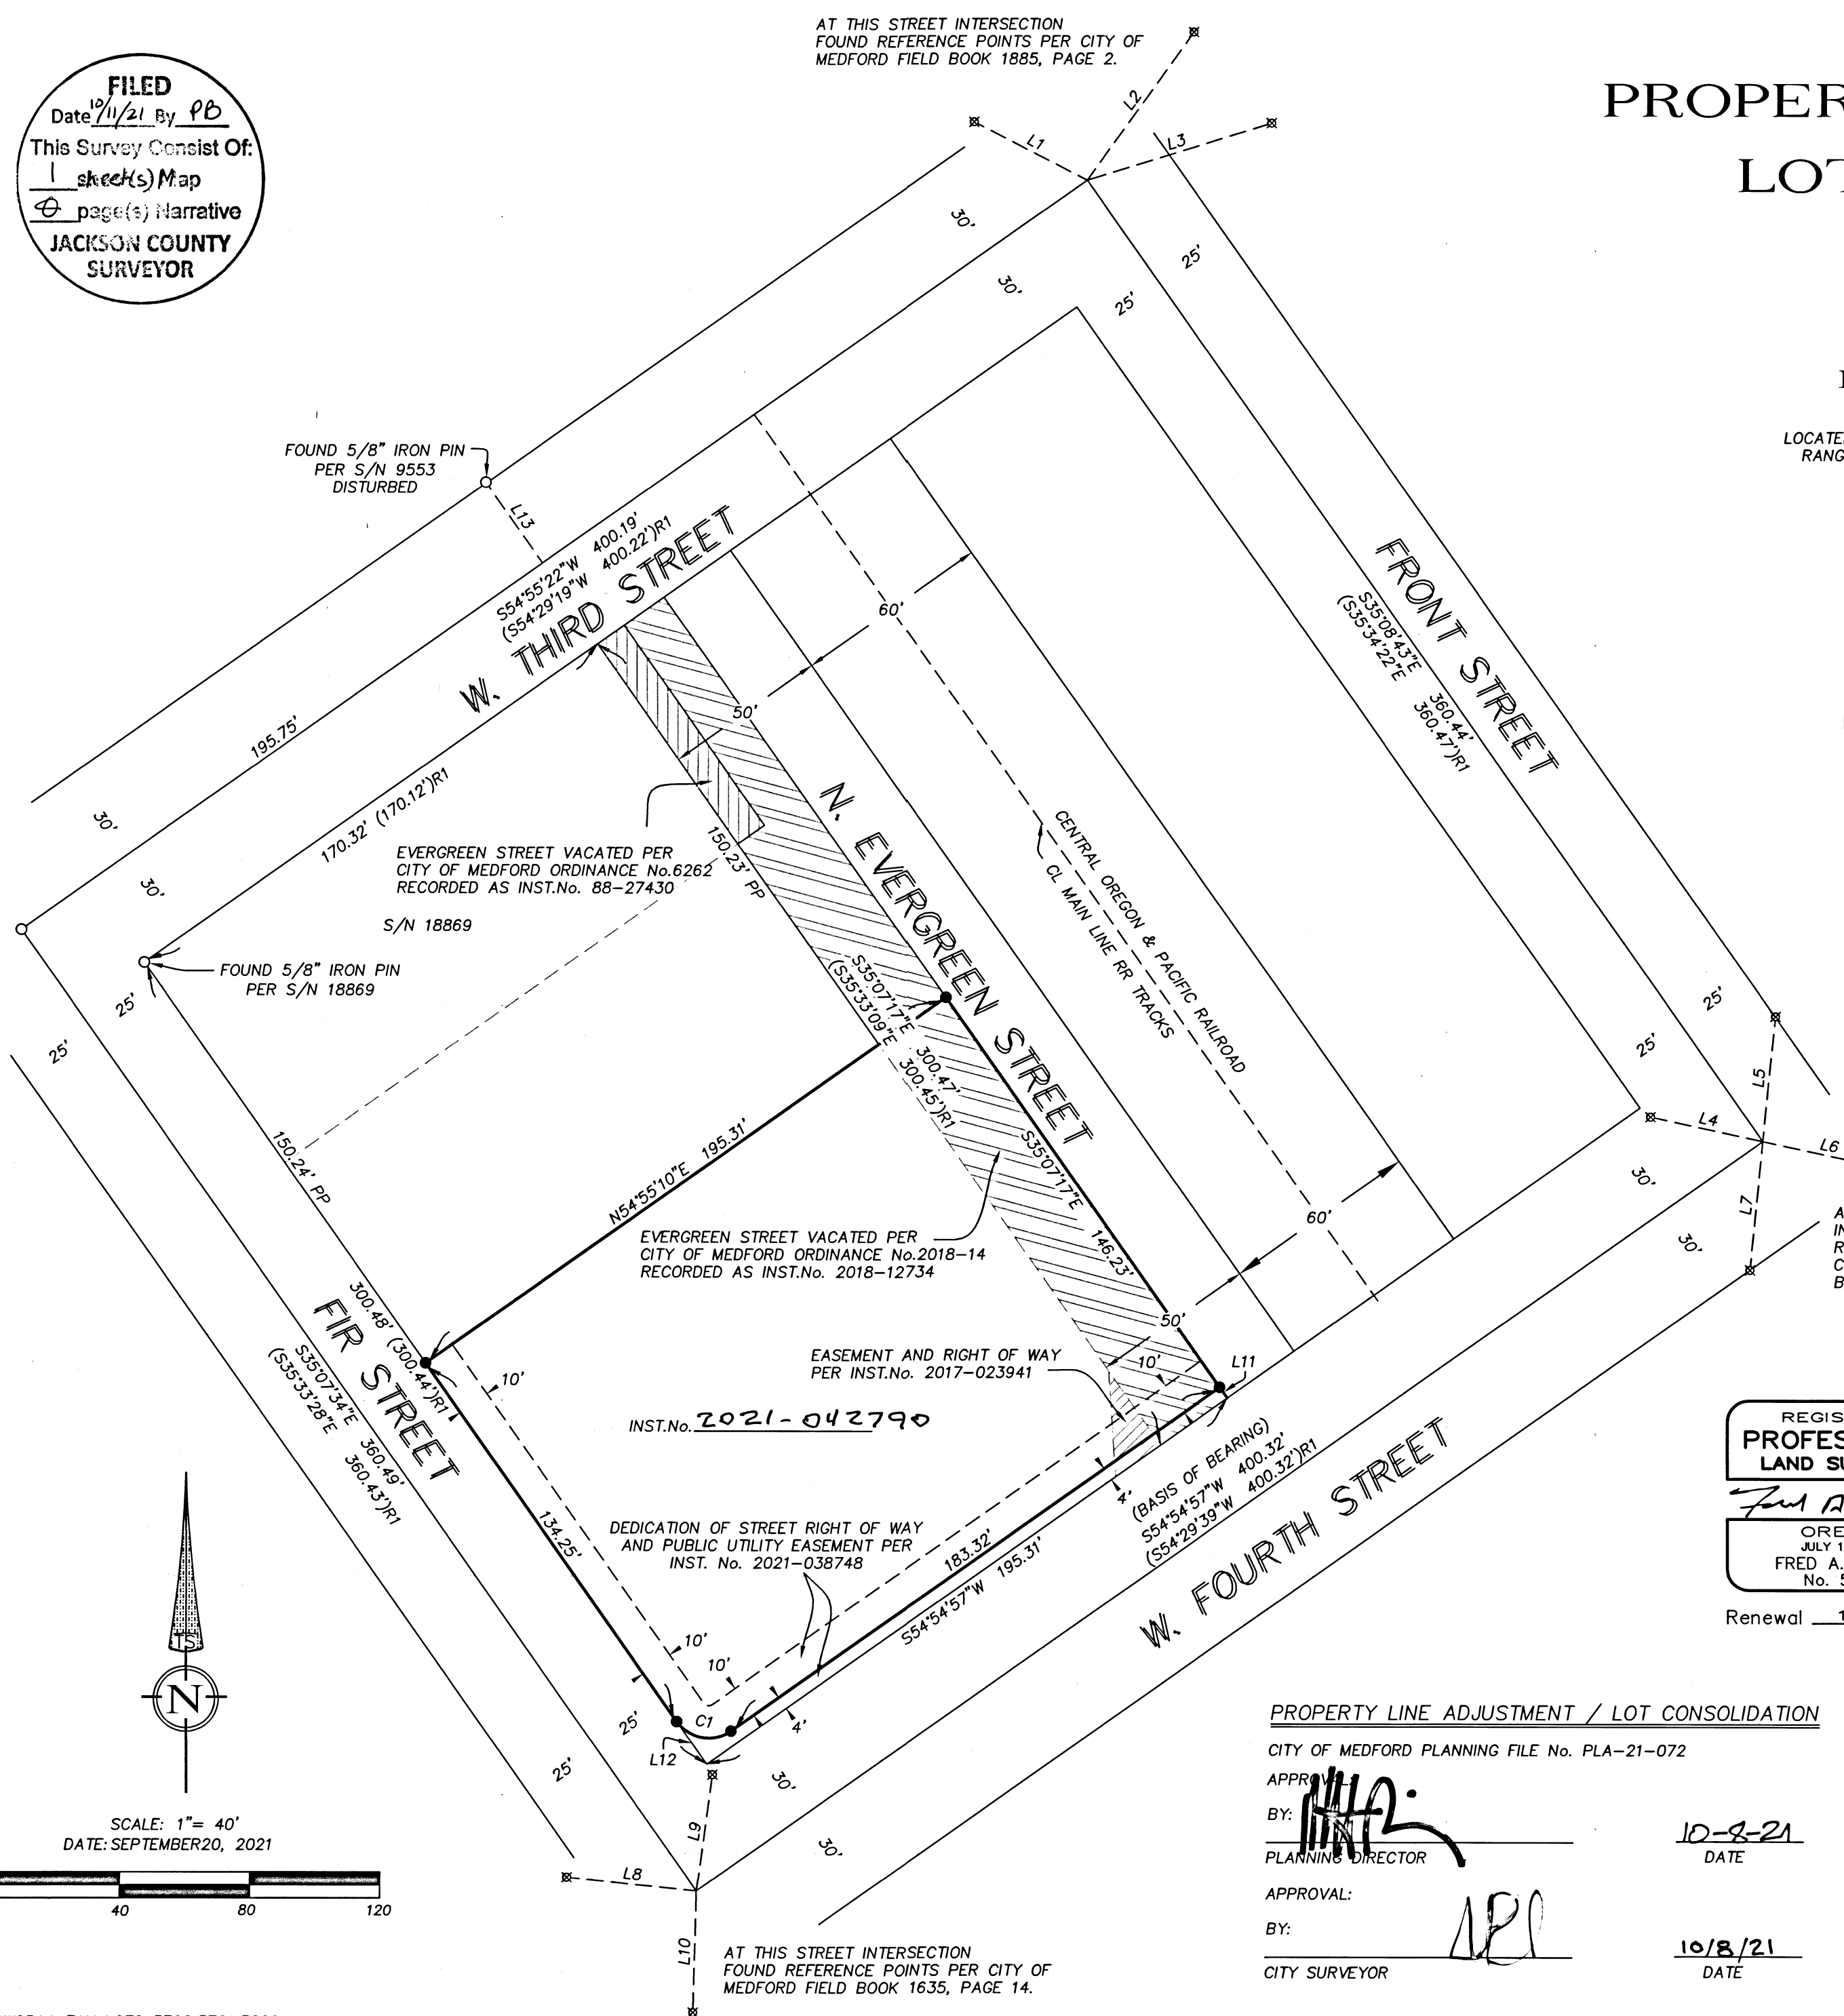 AT THIS STREET INTERSECTION
FOUND REFERENCE POINTS PER CITY OF
MEDFORD FIELD BOOK 1885, PAGE 2.
FILED
Date 10/11/21 By PB
This Survey Consist Of:
1 sheet(s) Map
0 page(s) Narrative
JACKSON COUNTY
SURVEYOR
PROPER
LOT
L1
L2
L3
30'
30'
25'
25'
LOCATE
RANG
FOUND 5/8" IRON PIN
PER S/N 9553
DISTURBED
L13
S54°55'22"W 400.19'
(S54°29'19"W 400.22')R1
W. THIRD STREET
195.75'
170.32' (170.12')R1
30'
30'
60'
50'
FRONT STREET
S35°08'43"E 360.44'
(S35°34'22"E 360.47')R1
EVERGREEN STREET VACATED PER
CITY OF MEDFORD ORDINANCE No.6262
RECORDED AS INST.No. 88-27430
S/N 18869
150.23' PP
N. EVERGREEN STREET
CENTRAL OREGON & PACIFIC RAILROAD
CL MAIN LINE RR TRACKS
FOUND 5/8" IRON PIN
PER S/N 18869
25'
25'
S35°07'17"E 300.47'
(S35°33'09"E 300.45')R1
25'
25'
L5
L4
L6
L7
30'
30'
150.24' PP
N54°55'10"E 195.31'
S35°07'17"E 146.23'
60'
50'
EVERGREEN STREET VACATED PER
CITY OF MEDFORD ORDINANCE No.2018-14
RECORDED AS INST.No. 2018-12734
A
IN
R
C
B
300.48' (300.44')R1
FIR STREET
S35°07'34"E 360.49'
(S35°33'28"E 360.43')R1
10'
EASEMENT AND RIGHT OF WAY
PER INST.No. 2017-023941
10'
L11
INST.No. 2021-042790
4'
(BASIS OF BEARING)
S54°54'57"W 400.32'
(S54°29'39"W 400.32')R1
W. FOURTH STREET
REGIS
PROFES
LAND SU
ORE
JULY 1
FRED A.
No. 5
Renewal
134.25'
DEDICATION OF STREET RIGHT OF WAY
AND PUBLIC UTILITY EASEMENT PER
INST. No. 2021-038748
183.32'
S54°54'57"W 195.31'
TS
N
10'
10'
C1
4'
25'
L12
25'
30'
30'
L9
L8
L10
SCALE: 1"= 40'
DATE: SEPTEMBER20, 2021
40 80 120
AT THIS STREET INTERSECTION
FOUND REFERENCE POINTS PER CITY OF
MEDFORD FIELD BOOK 1635, PAGE 14.
PROPERTY LINE ADJUSTMENT / LOT CONSOLIDATION
CITY OF MEDFORD PLANNING FILE No. PLA-21-072
APPROVAL:
BY:
10-8-21
PLANNING DIRECTOR
DATE
APPROVAL:
BY:
10/8/21
CITY SURVEYOR
DATE